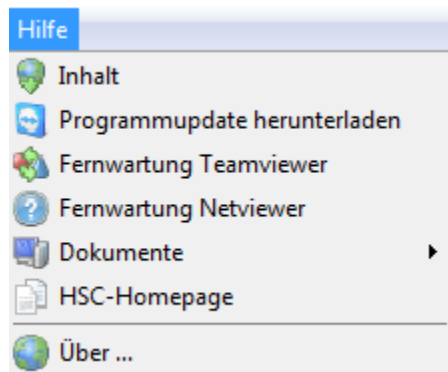 Hilfe
Inhalt
Programmupdate herunterladen
Fernwartung Teamviewer
Fernwartung Netviewer
Dokumente
HSC-Homepage
Über ...